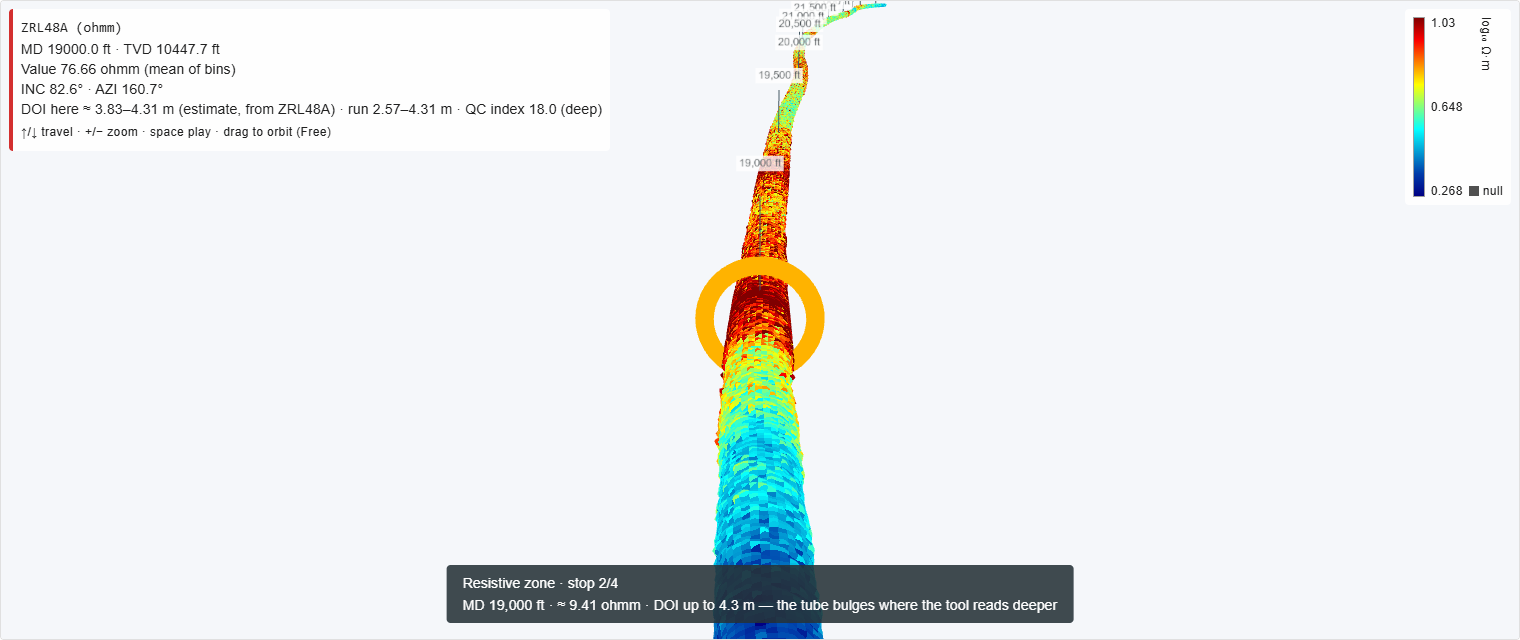 ZRL48A (ohmm)
MD 19000.0 ft · TVD 10447.7 ft
Value 76.66 ohmm (mean of bins)
INC 82.6° · AZI 160.7°
DOI here ≈ 3.83–4.31 m (estimate, from ZRL48A) · run 2.57–4.31 m · QC index 18.0 (deep)
↑/↓ travel · +/− zoom · space play · drag to orbit (Free)
21,500 ft
21,000 ft
20,500 ft
20,000 ft
19,500 ft
19,000 ft
1.03
0.648
0.268
null
log₁₀ Ω·m
Resistive zone · stop 2/4
MD 19,000 ft · ≈ 9.41 ohmm · DOI up to 4.3 m — the tube bulges where the tool reads deeper